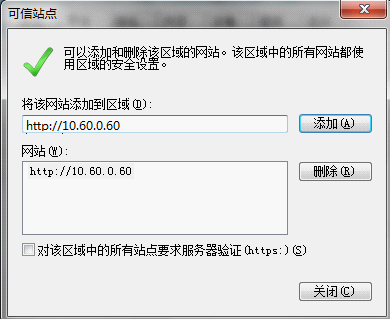 可信站点
可以添加和删除该区域的网站。该区域中的所有网站都使
用区域的安全设置。
将该网站添加到区域(D):
http://10.60.0.60
添加(A)
网站(W):
http://10.60.0.60
删除(R)
对该区域中的所有站点要求服务器验证(https:)(S)
关闭(C)